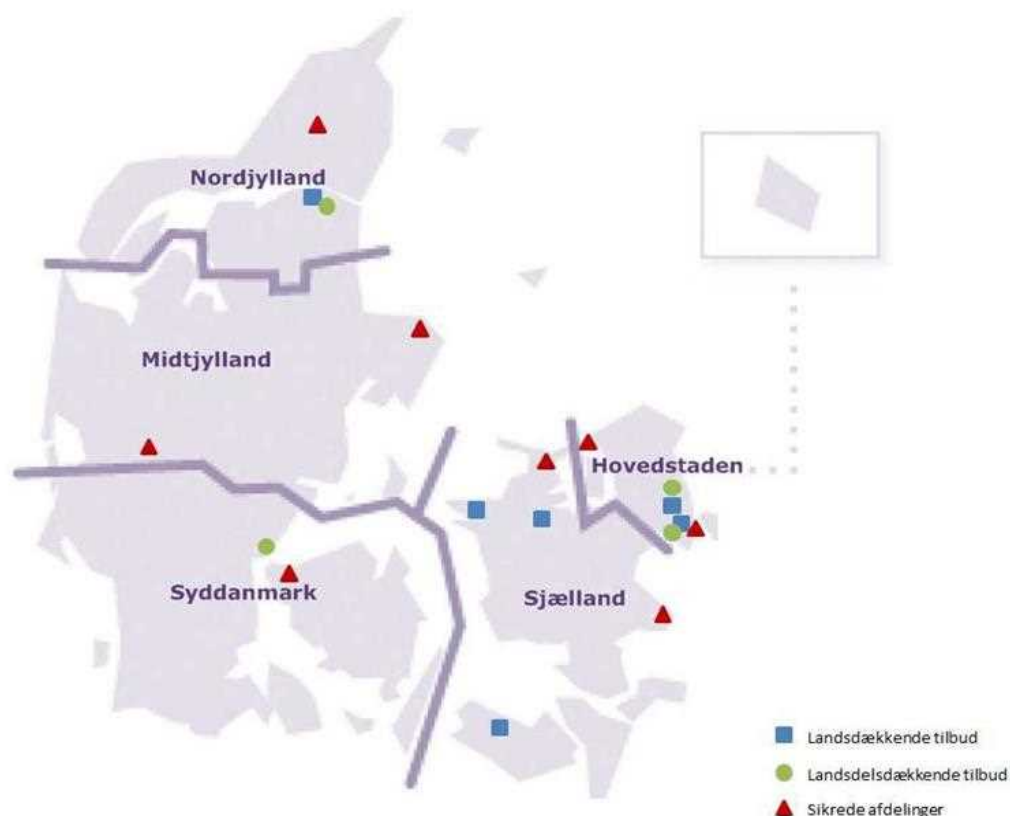 Nordjylland
Midtjylland
Hovedstaden
Syddanmark
Sjælland
Landsdækkende tilbud
Landsdelsdækkende tilbud
Sikrede afdelinger